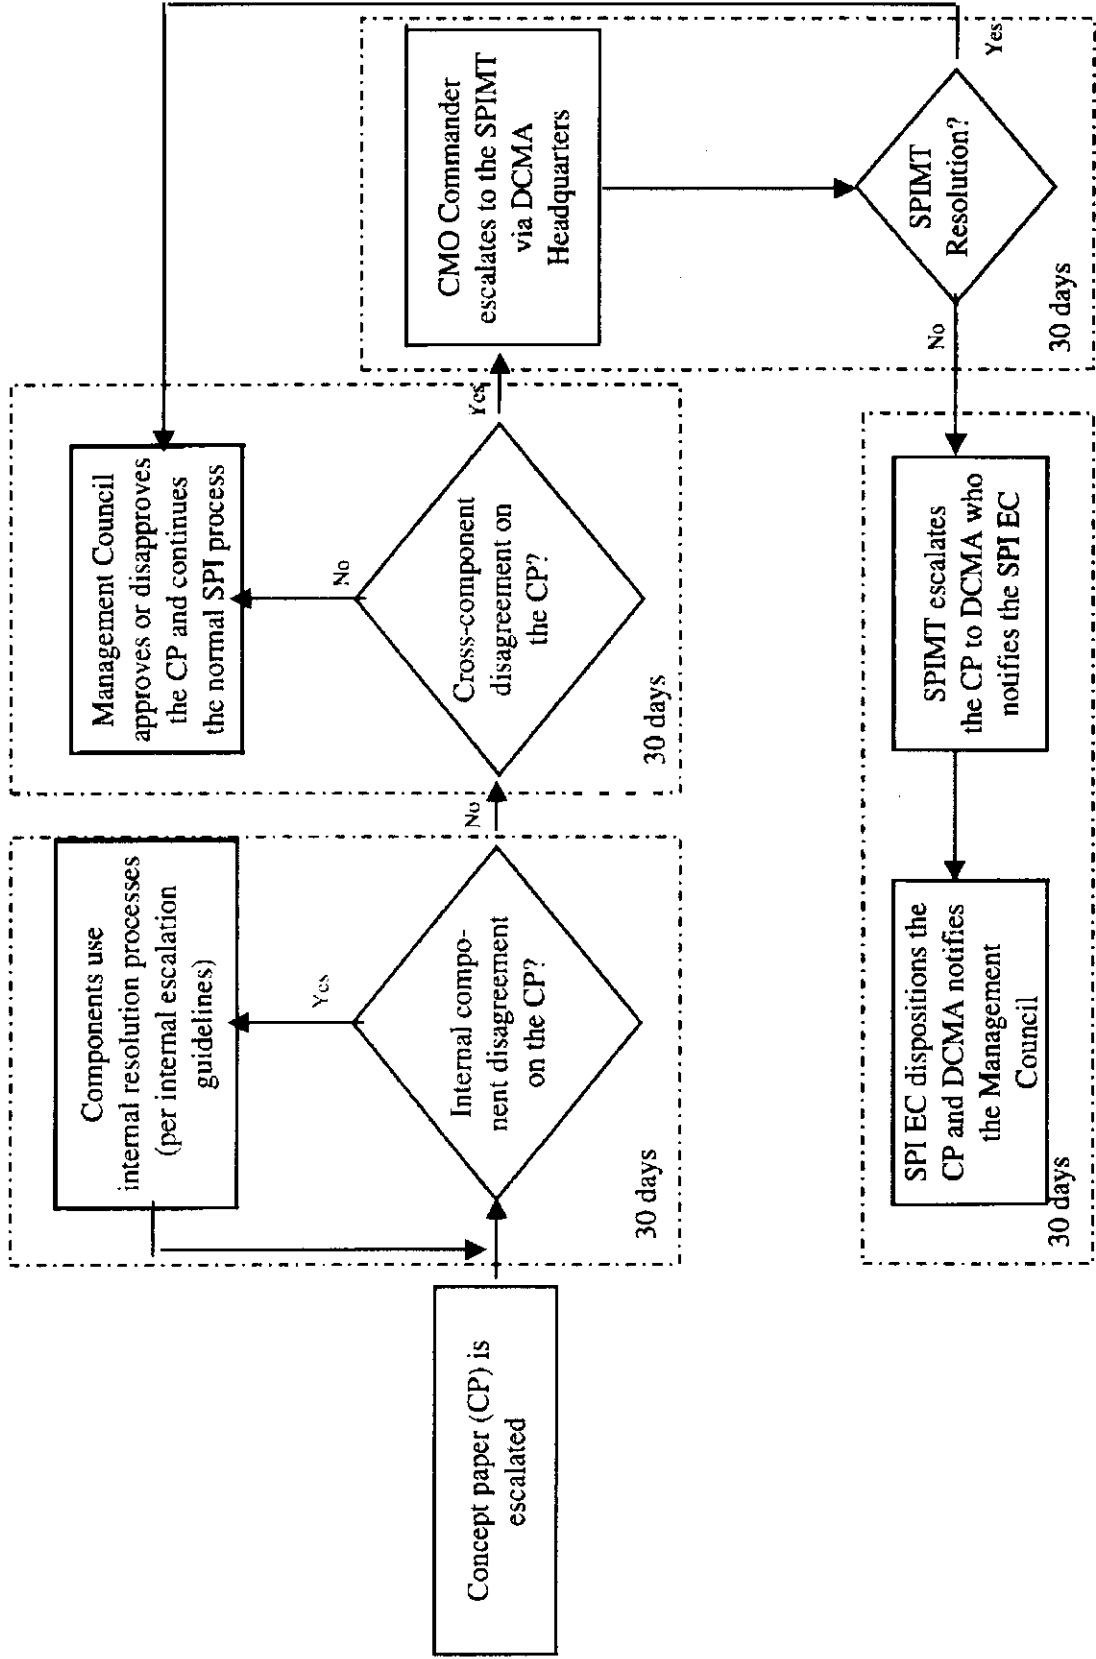 Concept paper (CP) is
escalated
Components use
internal resolution processes
(per internal escalation
guidelines)
Yes
Internal compo-
nent disagreement
on the CP?
30 days
No
Management Council
approves or disapproves
the CP and continues
the normal SPI process
No
Cross-component
disagreement on
the CP?
30 days
Yes
CMO Commander
escalates to the SPIMT
via DCMA
Headquarters
SPIMT
Resolution?
Yes
No
30 days
SPIMT escalates
the CP to DCMA who
notifies the SPI EC
SPI EC dispositions the
CP and DCMA notifies
the Management
Council
30 days